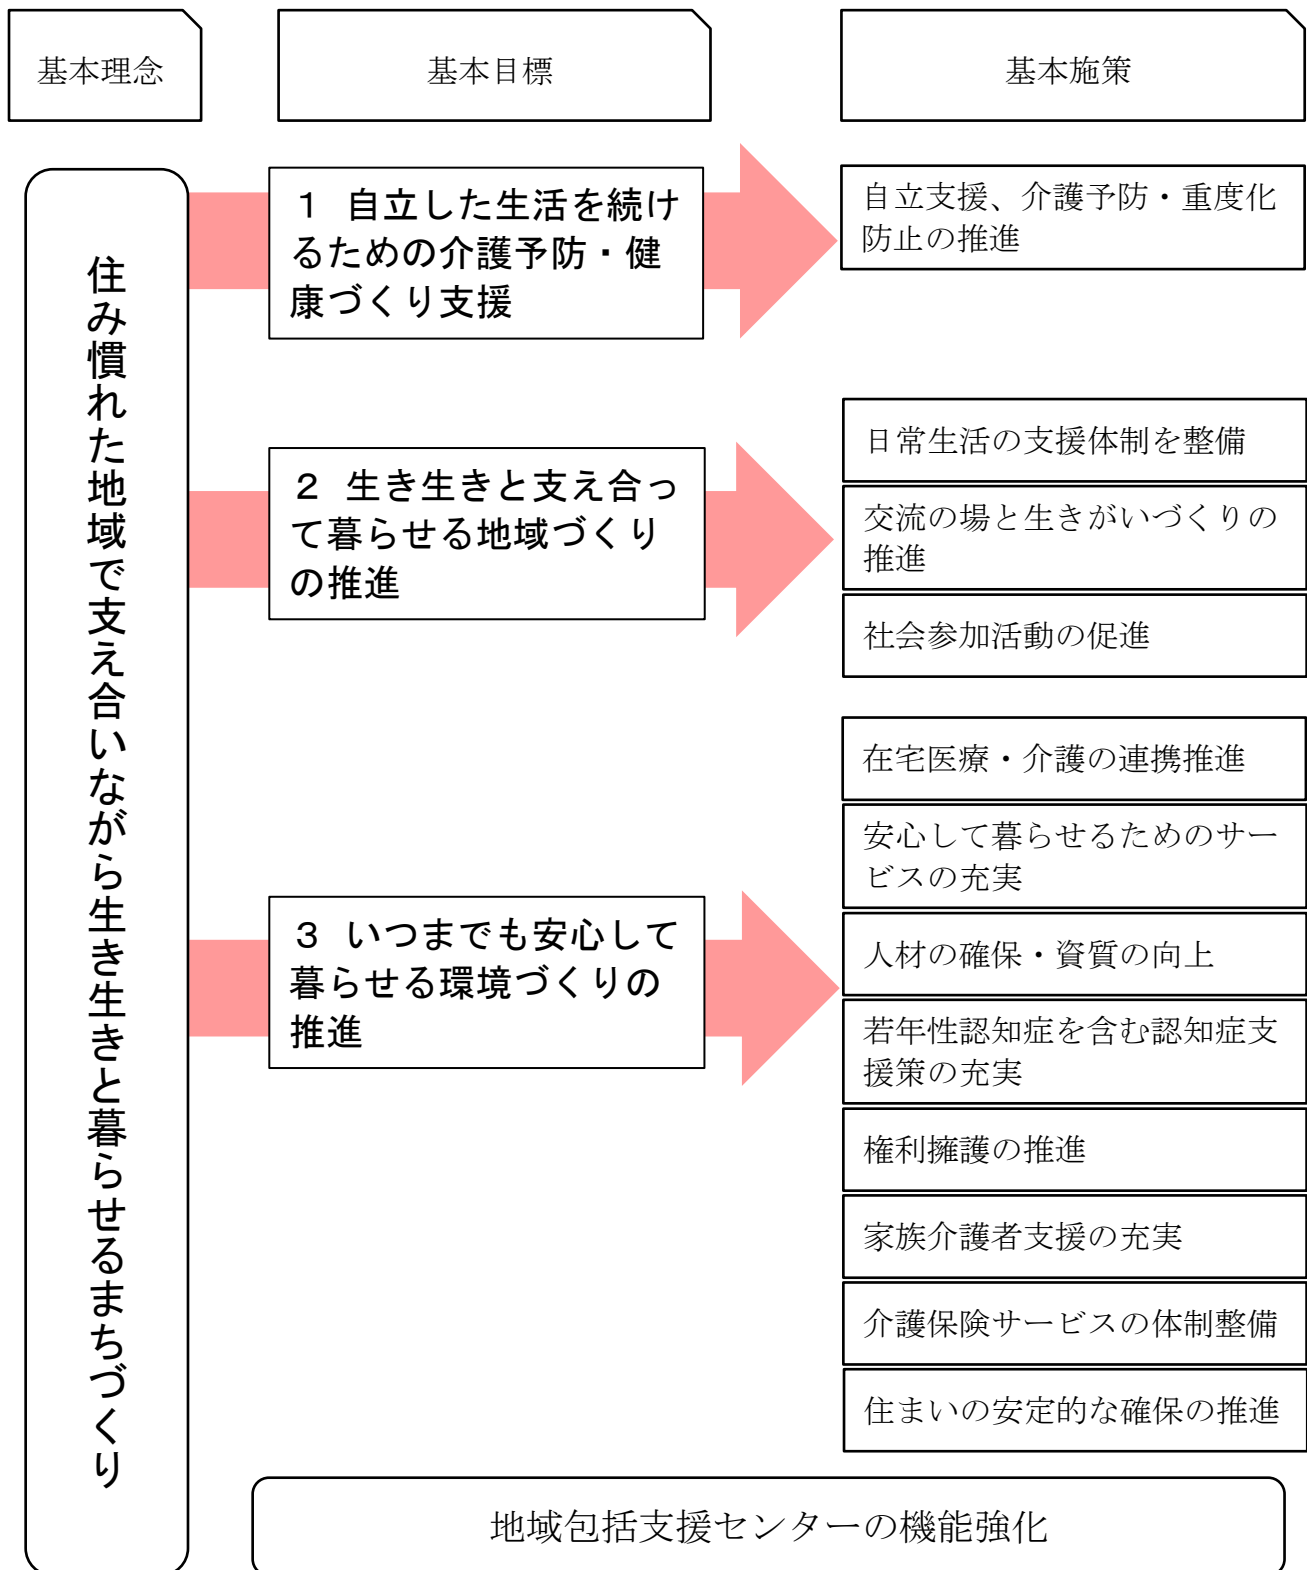 基本理念
基本目標
基本施策
住み慣れた地域で支え合いながら生き生きと暮らせるまちづくり
１ 自立した生活を続け
るための介護予防・健
康づくり支援
自立支援、介護予防・重度化
防止の推進
２ 生き生きと支え合っ
て暮らせる地域づくり
の推進
日常生活の支援体制を整備
交流の場と生きがいづくりの
推進
社会参加活動の促進
３ いつまでも安心して
暮らせる環境づくりの
推進
在宅医療・介護の連携推進
安心して暮らせるためのサー
ビスの充実
人材の確保・資質の向上
若年性認知症を含む認知症支
援策の充実
権利擁護の推進
家族介護者支援の充実
介護保険サービスの体制整備
住まいの安定的な確保の推進
地域包括支援センターの機能強化